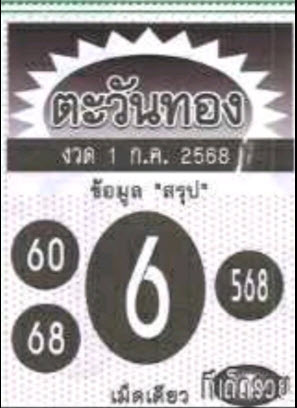 ตะวันทอง
งวด 1 ก.ค. 2568
ข้อมูล "สรุป"
60
68
6
568
เม็ดเดียว